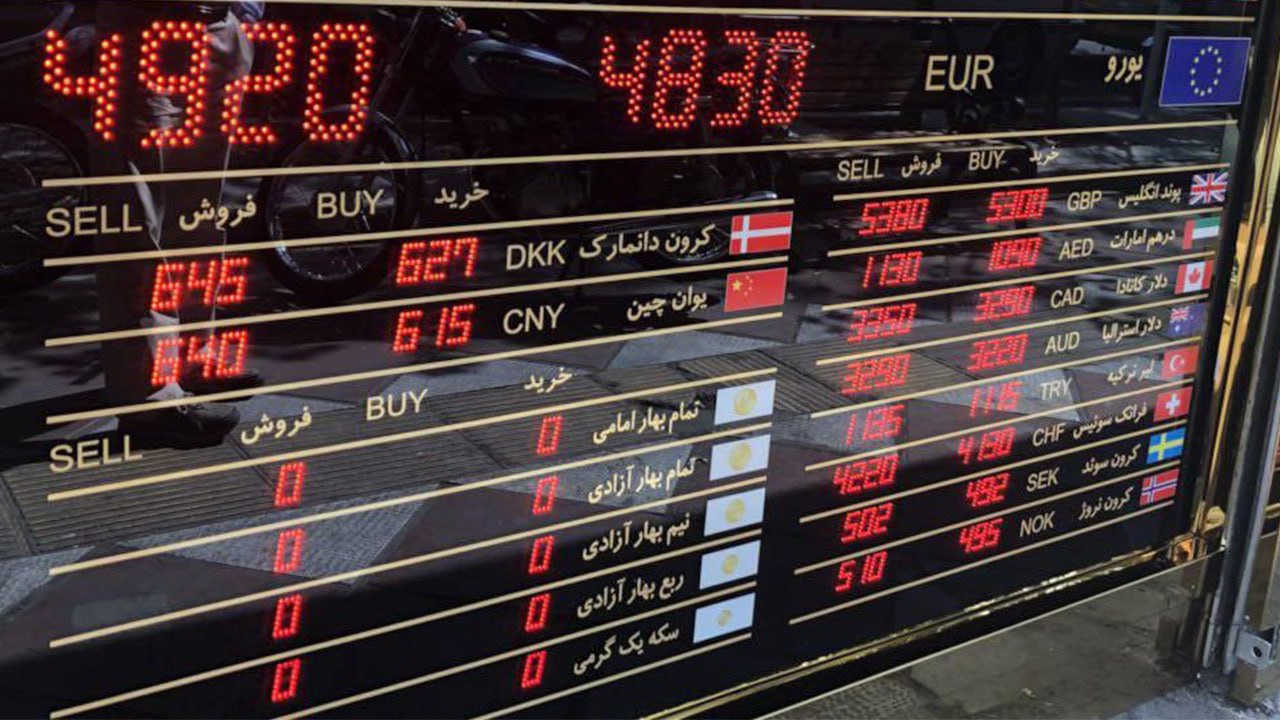 4920 4830 EUR یورو
SELL فروش BUY خرید
645 627 DKK کرون دانمارک
640 615 CNY یوان چین
SELL فروش BUY خرید
0 0 تمام بهار امامی
0 0 تمام بهار آزادی
0 0 نیم بهار آزادی
0 0 ربع بهار آزادی
0 سکه یک گرمی
SELL فروش BUY خرید
5380 5300 GBP پوند انگلیس
1130 1090 AED درهم امارات
3350 3290 CAD دلار کانادا
3290 3220 AUD دلار استرالیا
1135 1115 TRY لیر ترکیه
4220 4130 CHF فرانک سوئیس
502 492 SEK کرون سوئد
510 495 NOK کرون نروژ